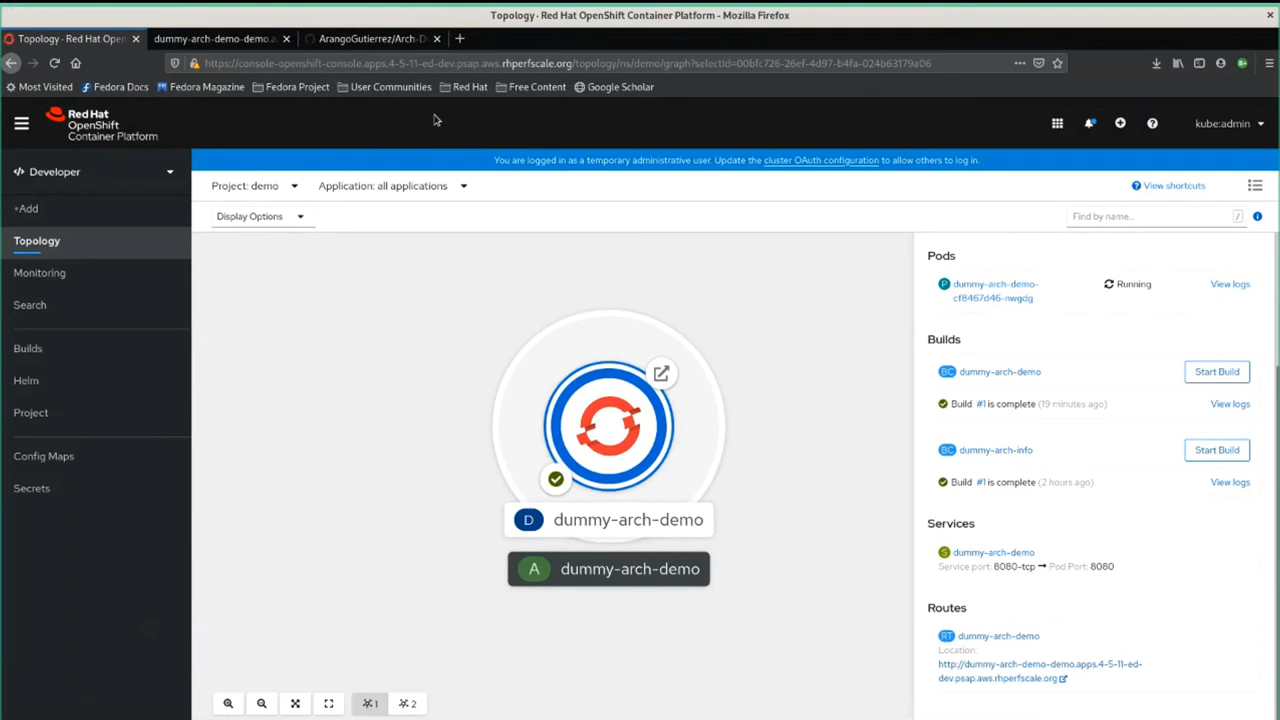 Topology - Red Hat OpenShift Container Platform - Mozilla Firefox
Topology - Red Hat Open
dummy-arch-demo-demo.a
ArangoGutierrez/Arch-D
https://console-openshift-console.apps.4-5-11-ed-dev.psap.aws.rhperfscale.org/topology/ns/demo/graph?selectId=00bfc726-26ef-4d97-b4fa-024b63179a06
Most Visited
Fedora Docs
Fedora Magazine
Fedora Project
User Communities
Red Hat
Free Content
Google Scholar
Red Hat
OpenShift
Container Platform
kube:admin
You are logged in as a temporary administrative user. Update the cluster OAuth configuration to allow others to log in.
</> Developer
Project: demo
Application: all applications
View shortcuts
+Add
Display Options
Find by name...
/
Topology
Monitoring
Search
Builds
Helm
Project
Config Maps
Secrets
D dummy-arch-demo
A dummy-arch-demo
1
2
Pods
P dummy-arch-demo-
cf8467d46-nwgdg
Running
View logs
Builds
BC dummy-arch-demo
Start Build
Build #1 is complete (19 minutes ago)
View logs
BC dummy-arch-info
Start Build
Build #1 is complete (2 hours ago)
View logs
Services
S dummy-arch-demo
Service port: 8080-tcp → Pod Port: 8080
Routes
RT dummy-arch-demo
Location:
http://dummy-arch-demo-demo.apps.4-5-11-ed-
dev.psap.aws.rhperfscale.org